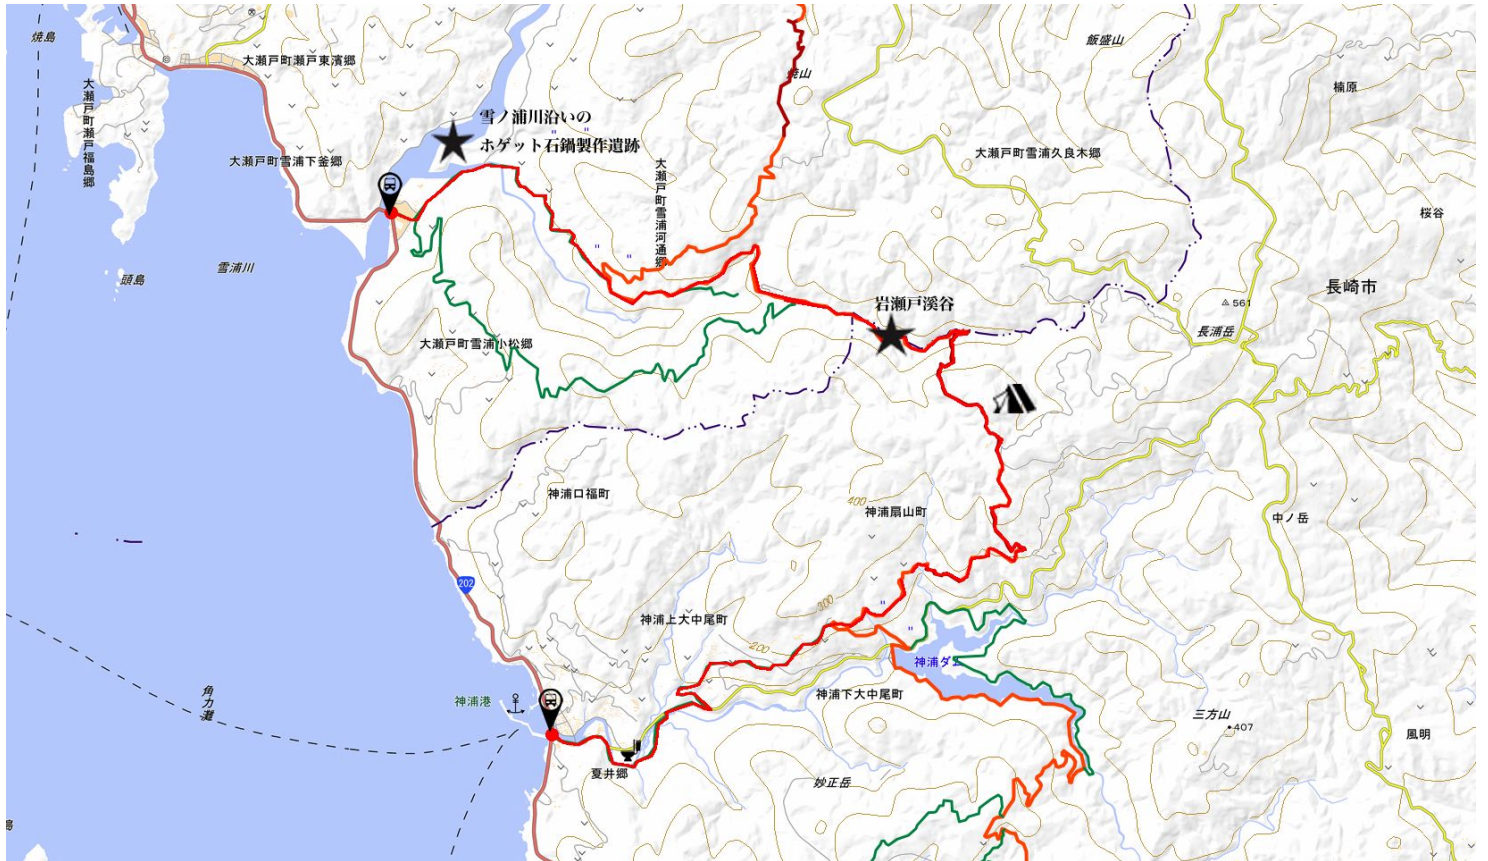 焼島
大瀬戸町瀬戸東濱郷
飯盛山
焼山
楠原
大瀬戸町瀬戸福島郷
雪ノ浦川沿いの
ホゲット石鍋製作遺跡
大瀬戸町雪浦下釜郷
大瀬戸町雪浦河通郷
大瀬戸町雪浦久良木郷
桜谷
頭島
雪浦川
長崎市
岩瀬戸渓谷
561
長浦岳
大瀬戸町雪浦小松郷
神浦口福町
400
神浦扇山町
中ノ岳
202
300
神浦上大中尾町
200
神浦ダム
角力灘
神浦港
神浦下大中尾町
三方山
407
風明
夏井郷
妙正岳
島